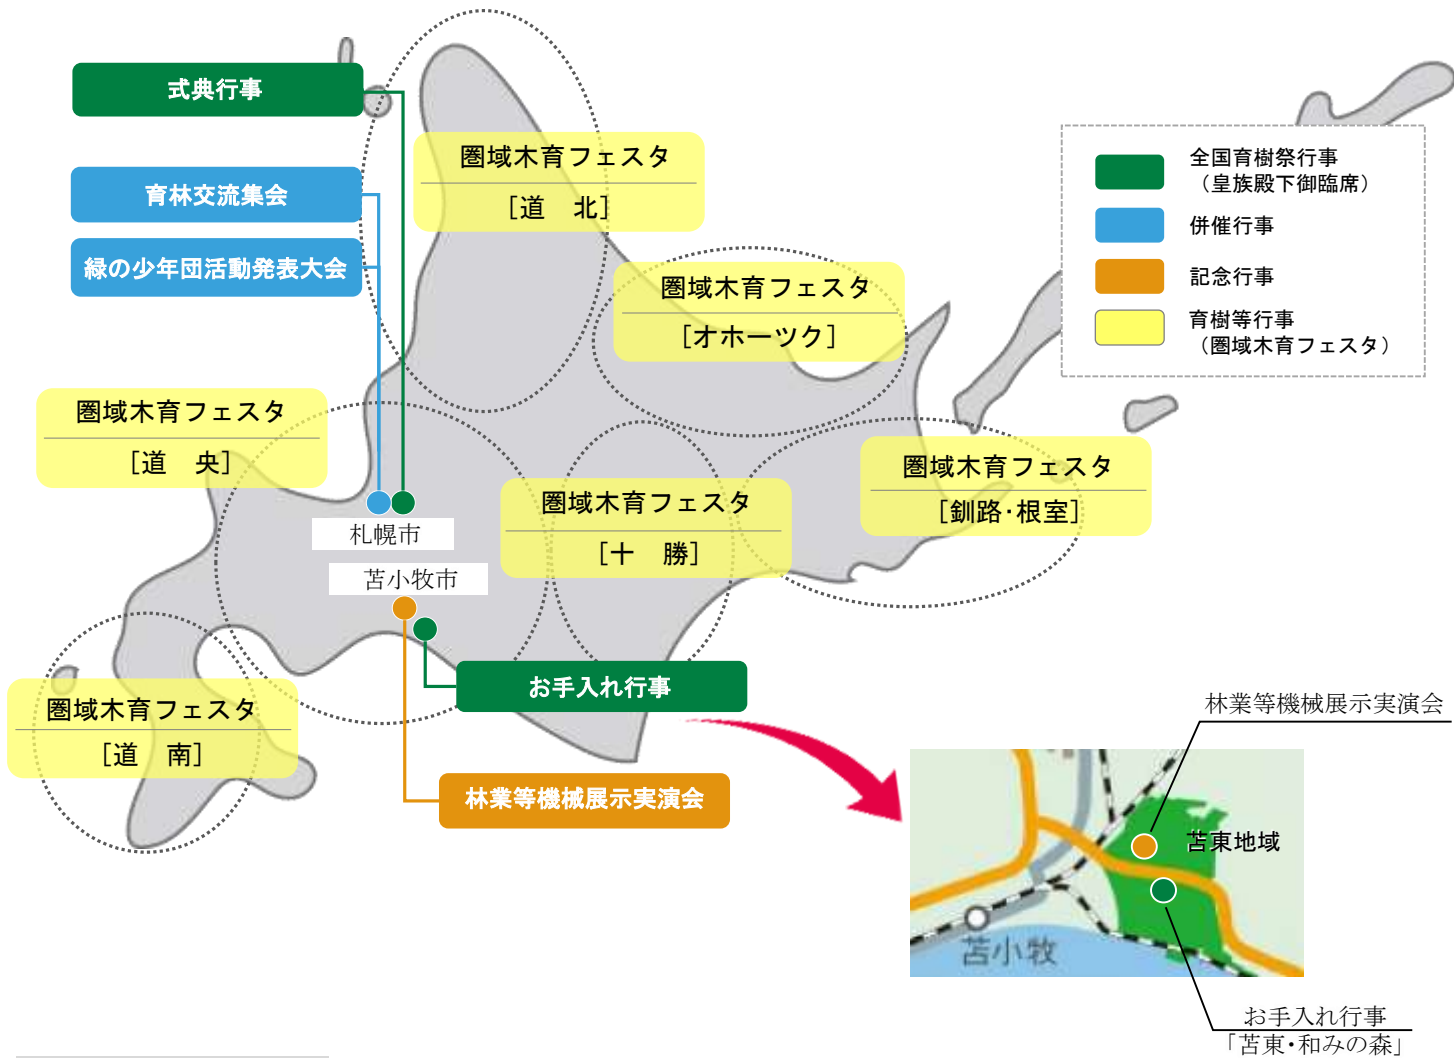 式典行事
育林交流集会
緑の少年団活動発表大会
圏域木育フェスタ
[道　北]
圏域木育フェスタ
[オホーツク]
全国育樹祭行事
（皇族殿下御臨席）
併催行事
記念行事
育樹等行事
（圏域木育フェスタ）
圏域木育フェスタ
[道　央]
圏域木育フェスタ
[十　勝]
圏域木育フェスタ
[釧路･根室]
札幌市
苫小牧市
お手入れ行事
圏域木育フェスタ
[道　南]
林業等機械展示実演会
林業等機械展示実演会
苫東地域
苫小牧
お手入れ行事
「苫東･和みの森」